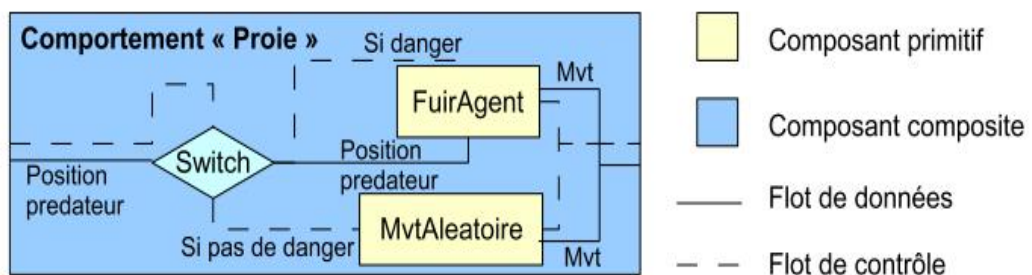 Comportement « Proie »
Si danger
Mvt
FuirAgent
Switch
Position
predateur
Position
predateur
MvtAleatoire
Si pas de danger
Mvt
Composant primitif
Composant composite
Flot de données
Flot de contrôle